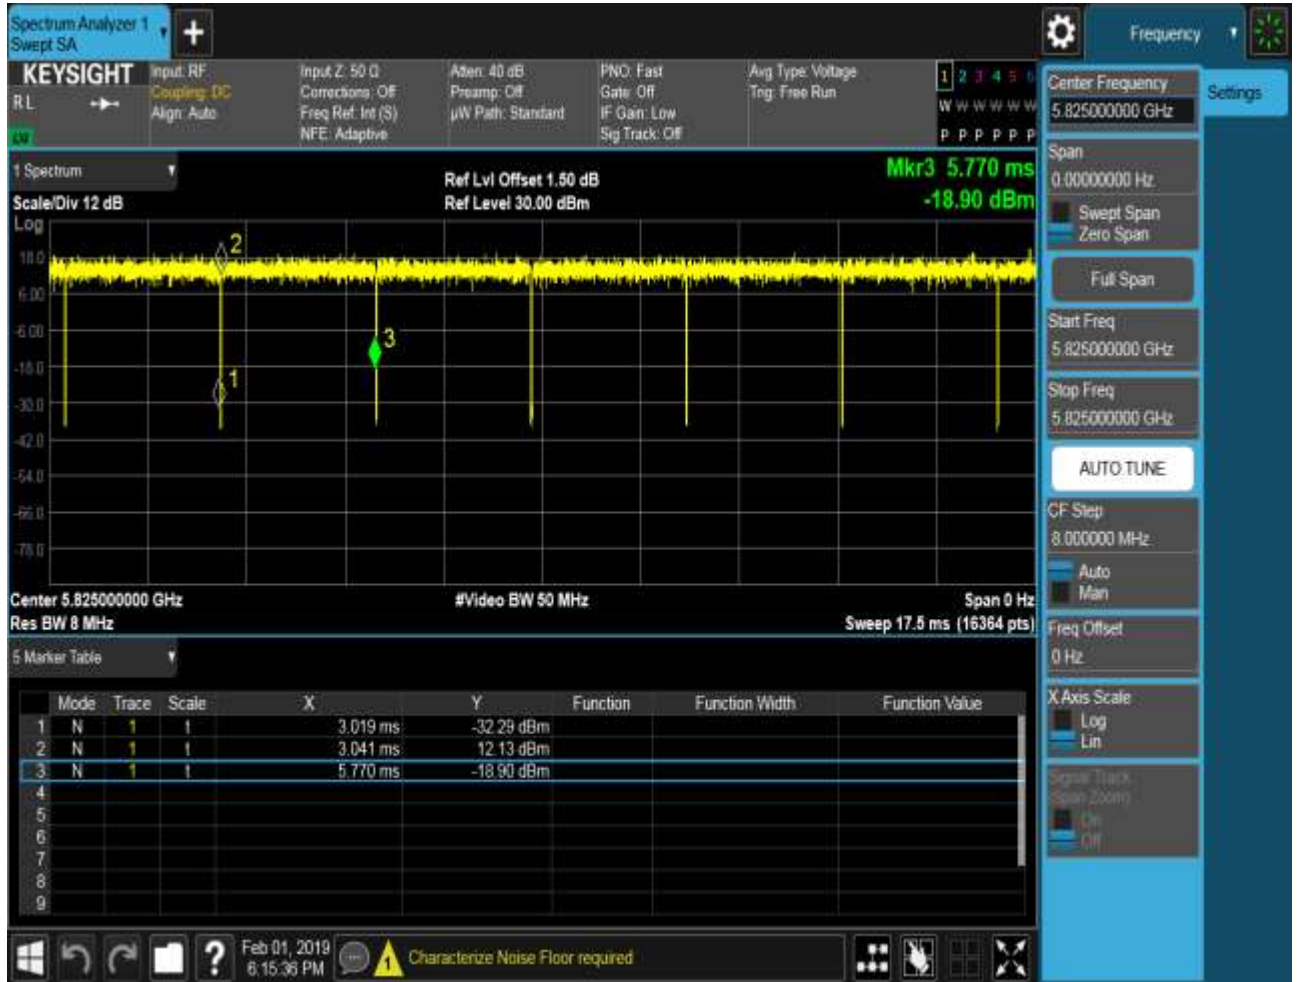 Spectrum Analyzer 1
Swept SA
+
Frequency
KEYSIGHT
RL
Input: RF
Coupling: DC
Align: Auto
Input Z: 50 Ω
Corrections: Off
Freq Ref: Int (S)
NFE: Adaptive
Atten: 40 dB
Preamp: Off
µW Path: Standard
PNO: Fast
Gate: Off
IF Gain: Low
Sig Track: Off
Avg Type: Voltage
Trig: Free Run
1 2 3 4 5 6
W W W W W W
P P P P P P
1 Spectrum
Scale/Div 12 dB
Ref Lvl Offset 1.50 dB
Ref Level 30.00 dBm
Mkr3 5.770 ms
-18.90 dBm
Log
18.0
6.00
-6.00
-18.0
-30.0
-42.0
-54.0
-66.0
-78.0
2
3
1
Center 5.825000000 GHz
Res BW 8 MHz
#Video BW 50 MHz
Span 0 Hz
Sweep 17.5 ms (16364 pts)
5 Marker Table
Mode Trace Scale X Y Function Function Width Function Value
1 N 1 t 3.019 ms -32.29 dBm
2 N 1 t 3.041 ms 12.13 dBm
3 N 1 t 5.770 ms -18.90 dBm
4
5
6
7
8
9
Center Frequency
5.825000000 GHz
Settings
Span
0.00000000 Hz
Swept Span
Zero Span
Full Span
Start Freq
5.825000000 GHz
Stop Freq
5.825000000 GHz
AUTO TUNE
CF Step
8.000000 MHz
Auto
Man
Freq Offset
0 Hz
X Axis Scale
Log
Lin
Signal Track
(Span Zoom)
On
Off
?
Feb 01, 2019
6:15:36 PM
1
Characterize Noise Floor required